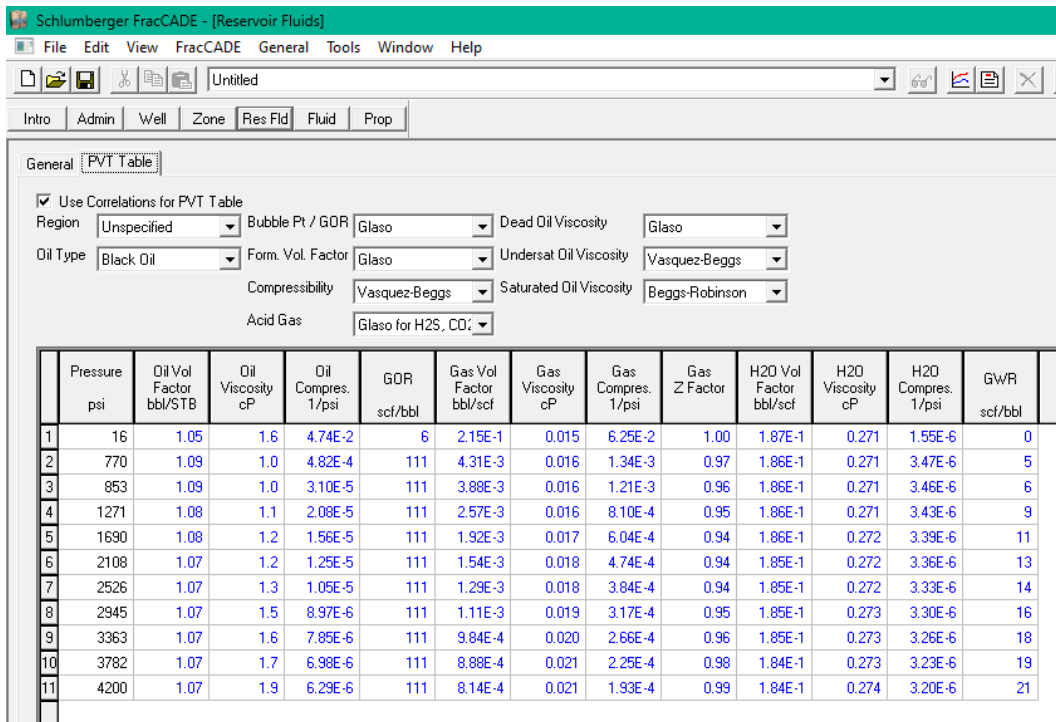 Schlumberger FracCADE - [Reservoir Fluids]
File Edit View FracCADE General Tools Window Help
Untitled
Intro Admin Well Zone Res Fld Fluid Prop
General PVT Table
Use Correlations for PVT Table
Region Unspecified Bubble Pt / GOR Glaso Dead Oil Viscosity Glaso
Oil Type Black Oil Form. Vol. Factor Glaso Undersat Oil Viscosity Vasquez-Beggs
Compressibility Vasquez-Beggs Saturated Oil Viscosity Beggs-Robinson
Acid Gas Glaso for H2S, CO2
Pressure Oil Vol Oil Oil GOR Gas Vol Gas Gas Gas H2O Vol H2O H2O GWR
Factor Viscosity Compres. Factor Viscosity Compres. Z Factor Factor Viscosity Compres.
psi bbl/STB cP 1/psi scf/bbl bbl/scf cP 1/psi bbl/scf cP 1/psi scf/bbl
1 16 1.05 1.6 4.74E-2 6 2.15E-1 0.015 6.25E-2 1.00 1.87E-1 0.271 1.55E-6 0
2 770 1.09 1.0 4.82E-4 111 4.31E-3 0.016 1.34E-3 0.97 1.86E-1 0.271 3.47E-6 5
3 853 1.09 1.0 3.10E-5 111 3.88E-3 0.016 1.21E-3 0.96 1.86E-1 0.271 3.46E-6 6
4 1271 1.08 1.1 2.08E-5 111 2.57E-3 0.016 8.10E-4 0.95 1.86E-1 0.271 3.43E-6 9
5 1690 1.08 1.2 1.56E-5 111 1.92E-3 0.017 6.04E-4 0.94 1.86E-1 0.272 3.39E-6 11
6 2108 1.07 1.2 1.25E-5 111 1.54E-3 0.018 4.74E-4 0.94 1.85E-1 0.272 3.36E-6 13
7 2526 1.07 1.3 1.05E-5 111 1.29E-3 0.018 3.84E-4 0.94 1.85E-1 0.272 3.33E-6 14
8 2945 1.07 1.5 8.97E-6 111 1.11E-3 0.019 3.17E-4 0.95 1.85E-1 0.273 3.30E-6 16
9 3363 1.07 1.6 7.85E-6 111 9.84E-4 0.020 2.66E-4 0.96 1.85E-1 0.273 3.26E-6 18
10 3782 1.07 1.7 6.98E-6 111 8.88E-4 0.021 2.25E-4 0.98 1.84E-1 0.273 3.23E-6 19
11 4200 1.07 1.9 6.29E-6 111 8.14E-4 0.021 1.93E-4 0.99 1.84E-1 0.274 3.20E-6 21